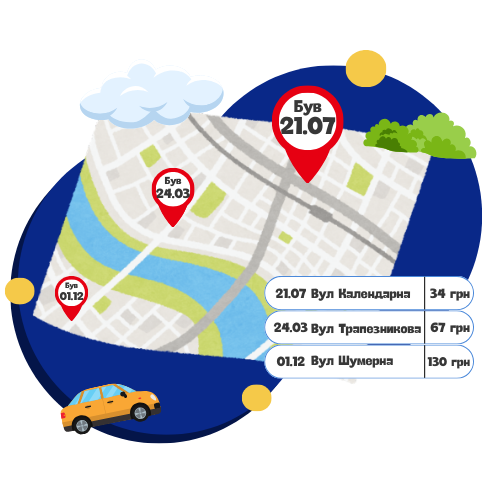 Був
21.07
Був
24.03
Був
01.12
21.07 Вул Календарна 34 грн
24.03 Вул Трапезникова 67 грн
01.12 Вул Шумерна 130 грн